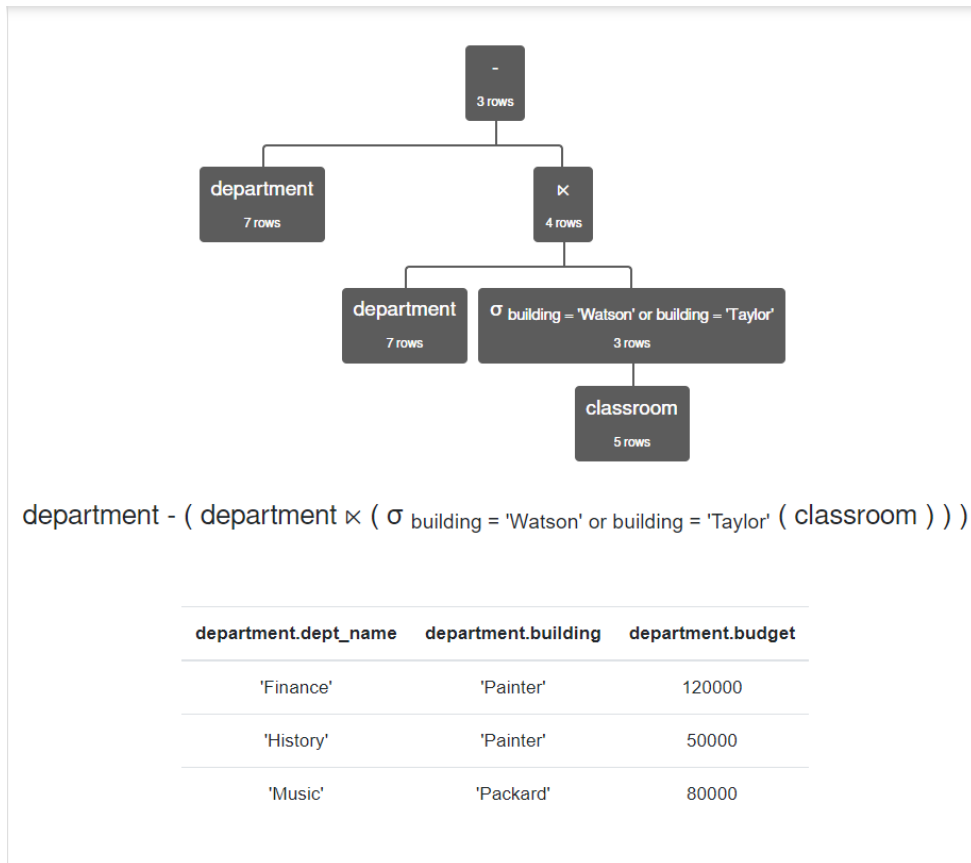 -
3 rows
department
7 rows
⋉
4 rows
department
7 rows
σ building = 'Watson' or building = 'Taylor'
3 rows
classroom
5 rows
department - ( department ⋉ ( σ building = 'Watson' or building = 'Taylor' ( classroom ) ) )
department.dept_name department.building department.budget
'Finance' 'Painter' 120000
'History' 'Painter' 50000
'Music' 'Packard' 80000